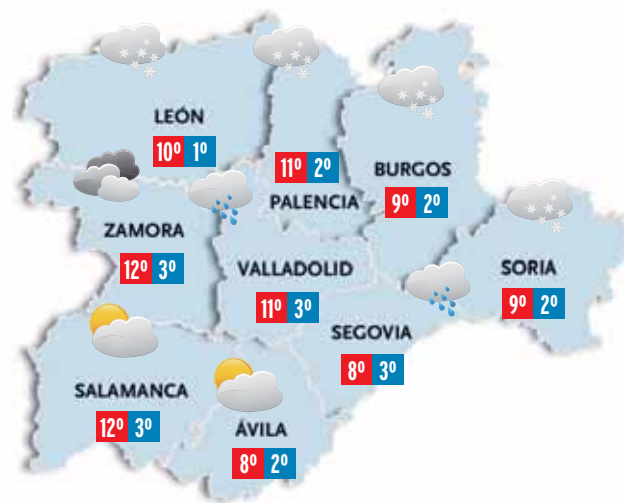 LEÓN
10º 1º
11º 2º
PALENCIA
BURGOS
9º 2º
ZAMORA
12º 3º
VALLADOLID
11º 3º
SORIA
9º 2º
SEGOVIA
8º 3º
SALAMANCA
12º 3º
ÁVILA
8º 2º